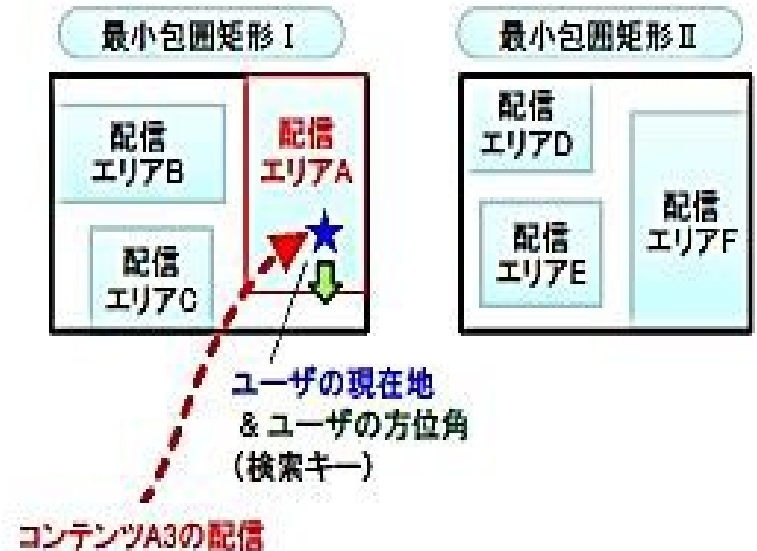 最小包囲矩形Ⅰ
最小包囲矩形Ⅱ
配信
エリアB
配信
エリアA
配信
エリアC
配信
エリアD
配信
エリアE
配信
エリアF
ユーザの現在地
&ユーザの方位角
(検索キー)
コンテンツA3の配信